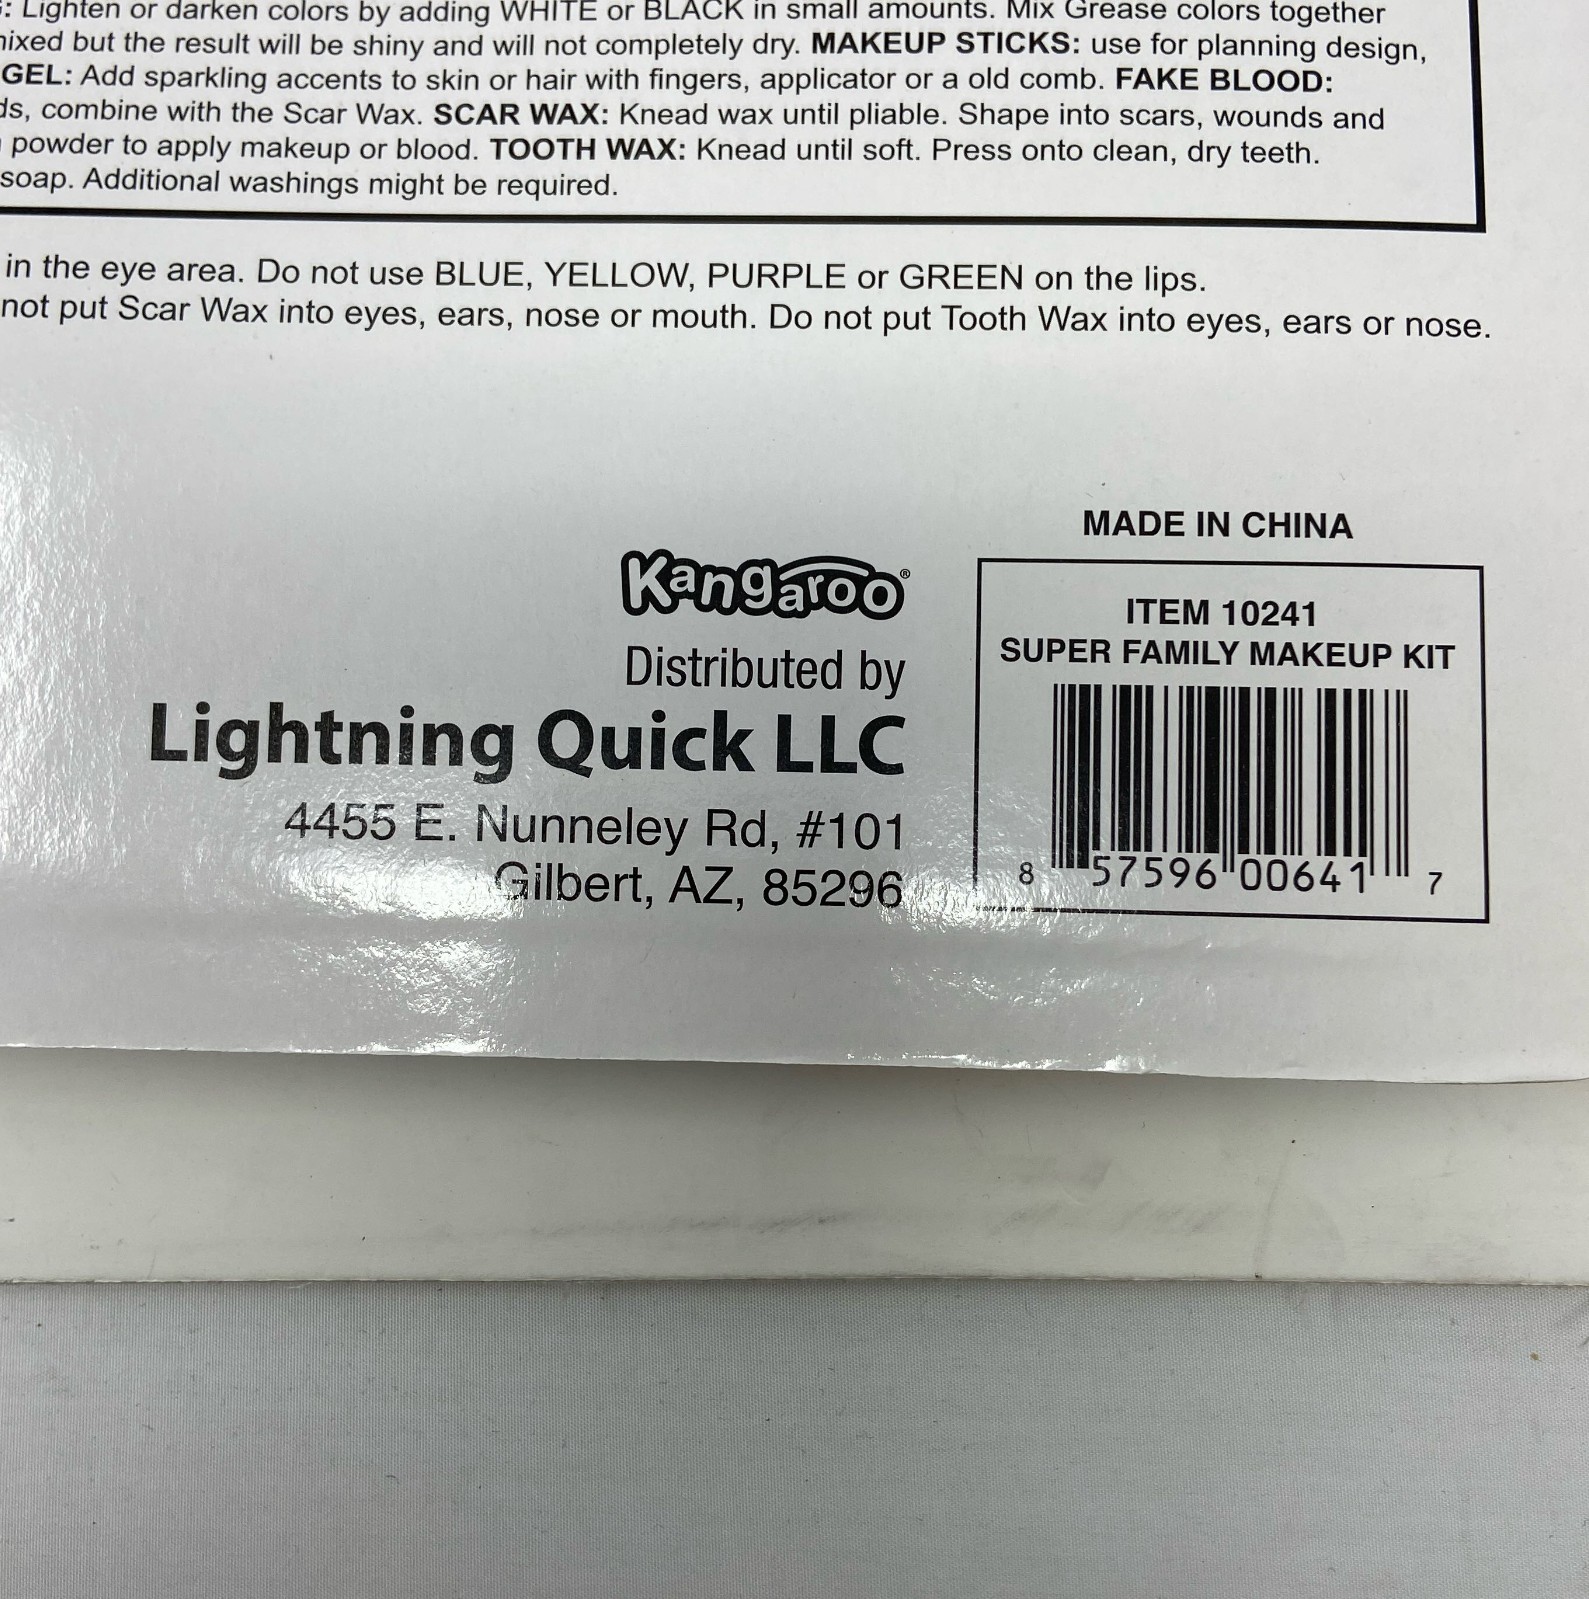 : Lighten or darken colors by adding WHITE or BLACK in small amounts. Mix Grease colors together
but the result will be shiny and will not completely dry. MAKEUP STICKS: use for planning design,
GEL: Add sparkling accents to skin or hair with fingers, applicator or a old comb. FAKE BLOOD:
combine with the Scar Wax. SCAR WAX: Knead wax until pliable. Shape into scars, wounds and
powder to apply makeup or blood. TOOTH WAX: Knead until soft. Press onto clean, dry teeth.
soap. Additional washings might be required.
in the eye area. Do not use BLUE, YELLOW, PURPLE or GREEN on the lips.
not put Scar Wax into eyes, ears, nose or mouth. Do not put Tooth Wax into eyes, ears or nose.
Kangaroo®
Distributed by
Lightning Quick LLC
4455 E. Nunneley Rd, #101
Gilbert, AZ, 85296
MADE IN CHINA
ITEM 10241
SUPER FAMILY MAKEUP KIT
8 57596 00641 7